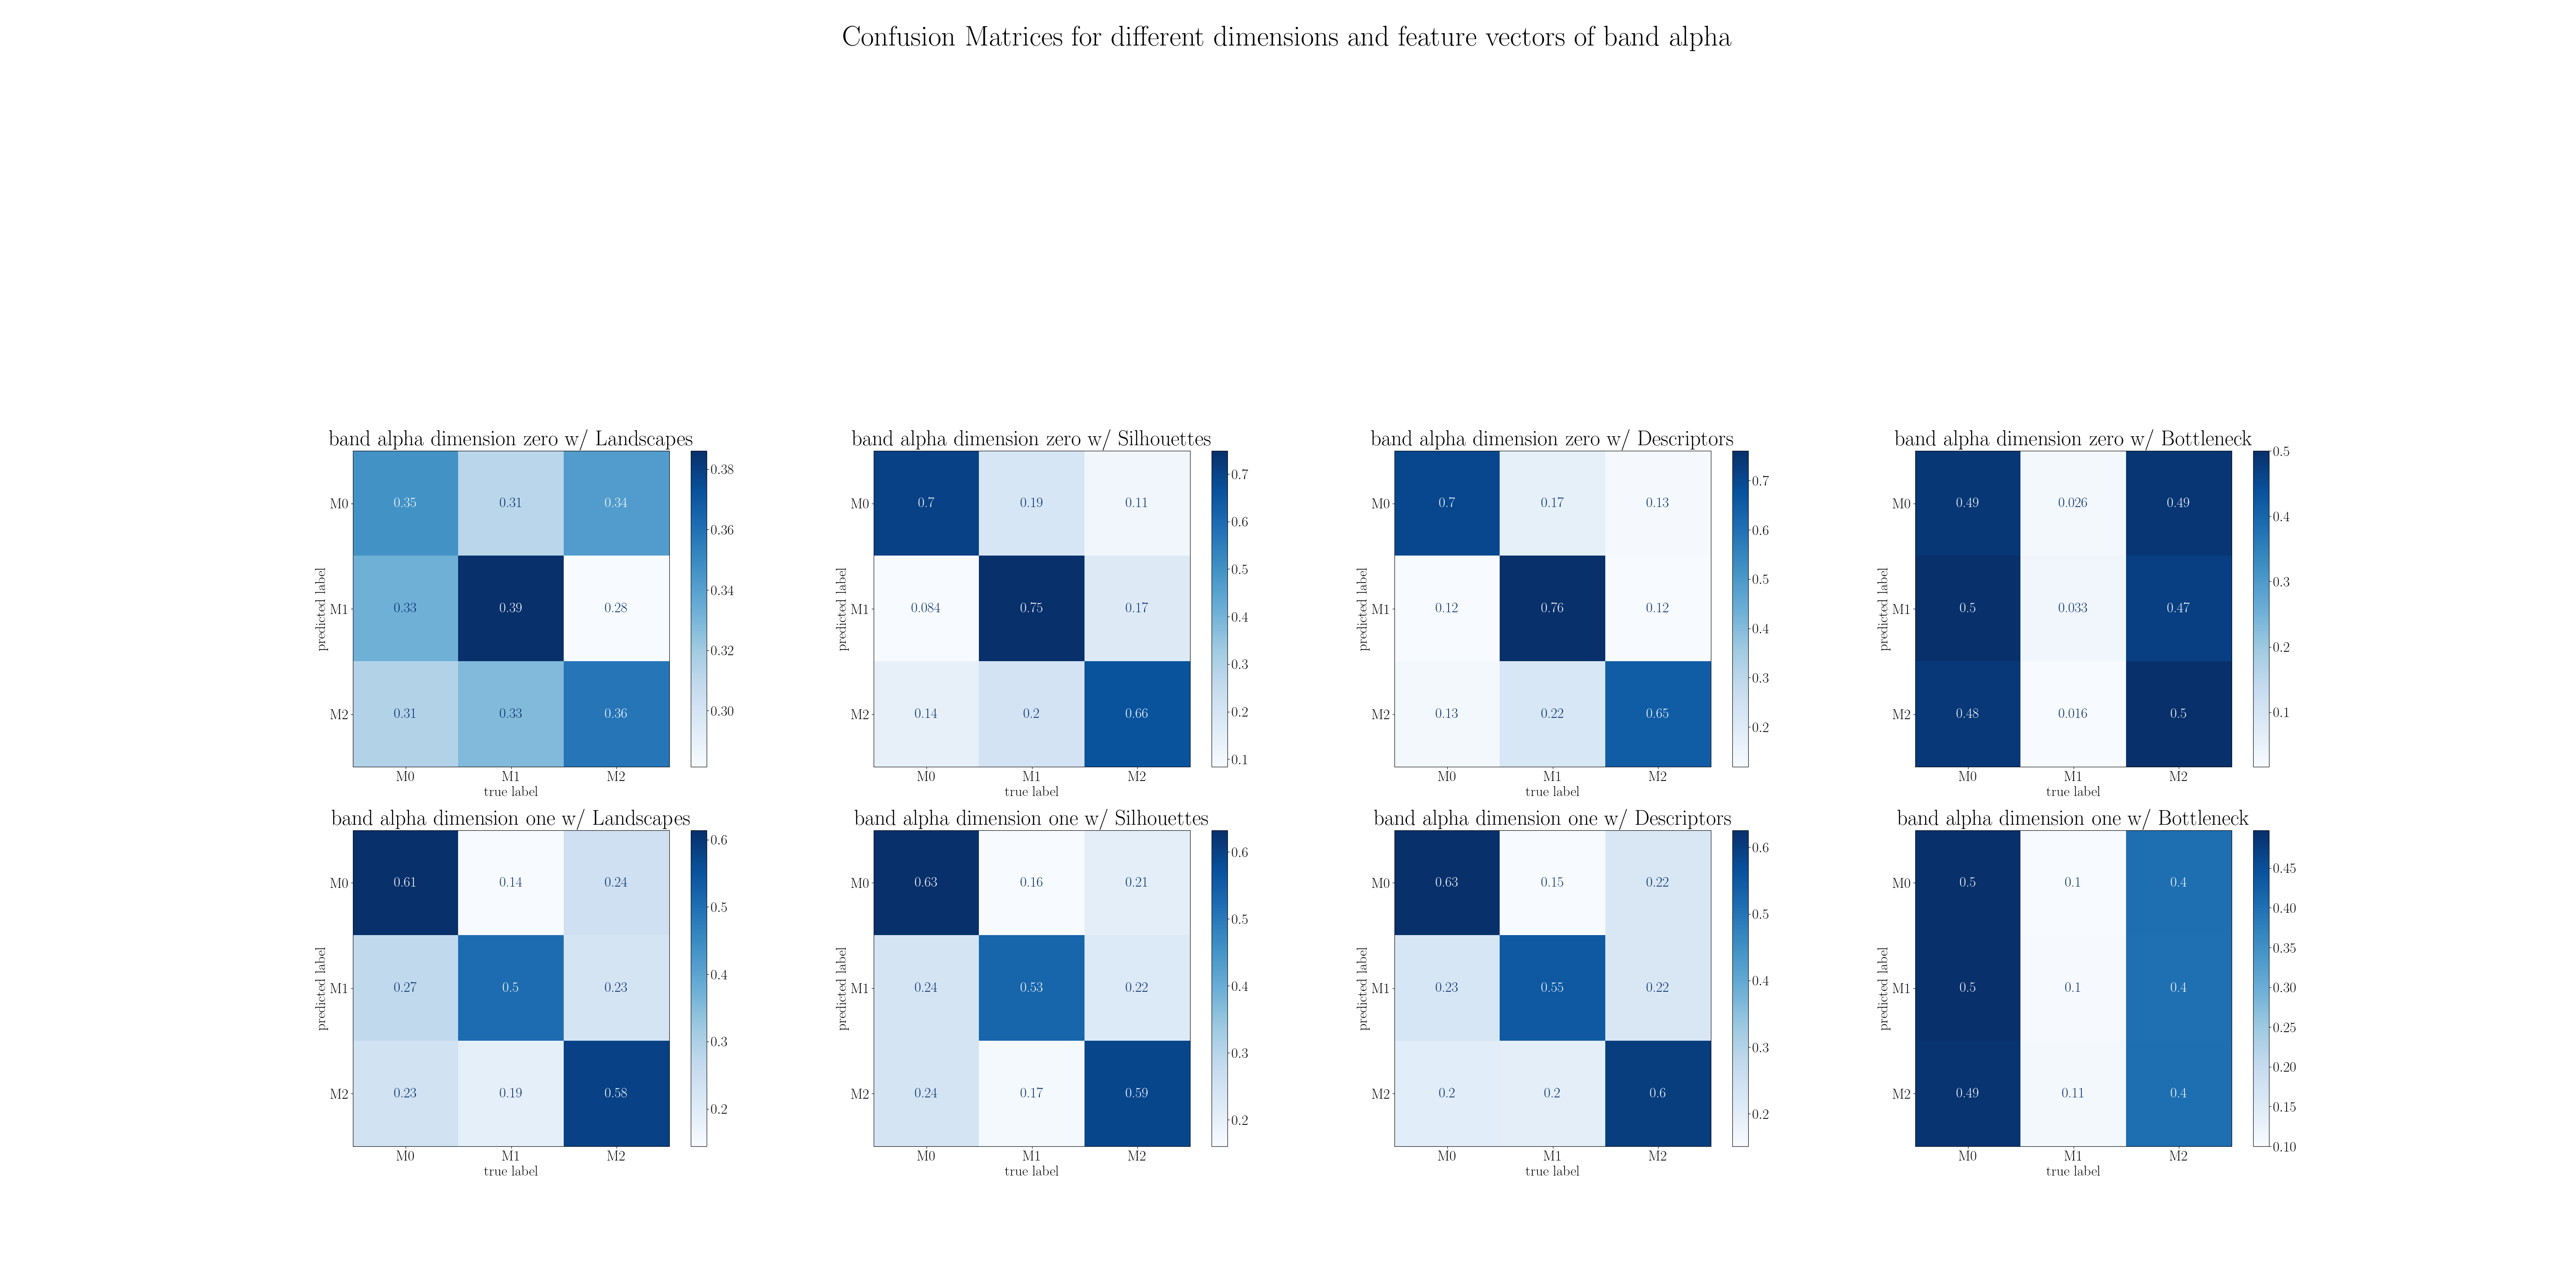 Confusion Matrices for different dimensions and feature vectors of band alpha
band alpha dimension zero w/ Landscapes
0.35 0.31 0.34
0.33 0.39 0.28
0.31 0.33 0.36
M0
M1
M2
predicted label
M0 M1 M2
true label
0.38
0.36
0.34
0.32
0.30
band alpha dimension zero w/ Silhouettes
0.7 0.19 0.11
0.084 0.75 0.17
0.14 0.2 0.66
M0
M1
M2
predicted label
M0 M1 M2
true label
0.7
0.6
0.5
0.4
0.3
0.2
0.1
band alpha dimension zero w/ Descriptors
0.7 0.17 0.13
0.12 0.76 0.12
0.13 0.22 0.65
M0
M1
M2
predicted label
M0 M1 M2
true label
0.7
0.6
0.5
0.4
0.3
0.2
band alpha dimension zero w/ Bottleneck
0.49 0.026 0.49
0.5 0.033 0.47
0.48 0.016 0.5
M0
M1
M2
predicted label
M0 M1 M2
true label
0.5
0.4
0.3
0.2
0.1
band alpha dimension one w/ Landscapes
0.61 0.14 0.24
0.27 0.5 0.23
0.23 0.19 0.58
M0
M1
M2
predicted label
M0 M1 M2
true label
0.6
0.5
0.4
0.3
0.2
band alpha dimension one w/ Silhouettes
0.63 0.16 0.21
0.24 0.53 0.22
0.24 0.17 0.59
M0
M1
M2
predicted label
M0 M1 M2
true label
0.6
0.5
0.4
0.3
0.2
band alpha dimension one w/ Descriptors
0.63 0.15 0.22
0.23 0.55 0.22
0.2 0.2 0.6
M0
M1
M2
predicted label
M0 M1 M2
true label
0.6
0.5
0.4
0.3
0.2
band alpha dimension one w/ Bottleneck
0.5 0.1 0.4
0.5 0.1 0.4
0.49 0.11 0.4
M0
M1
M2
predicted label
M0 M1 M2
true label
0.45
0.40
0.35
0.30
0.25
0.20
0.15
0.10